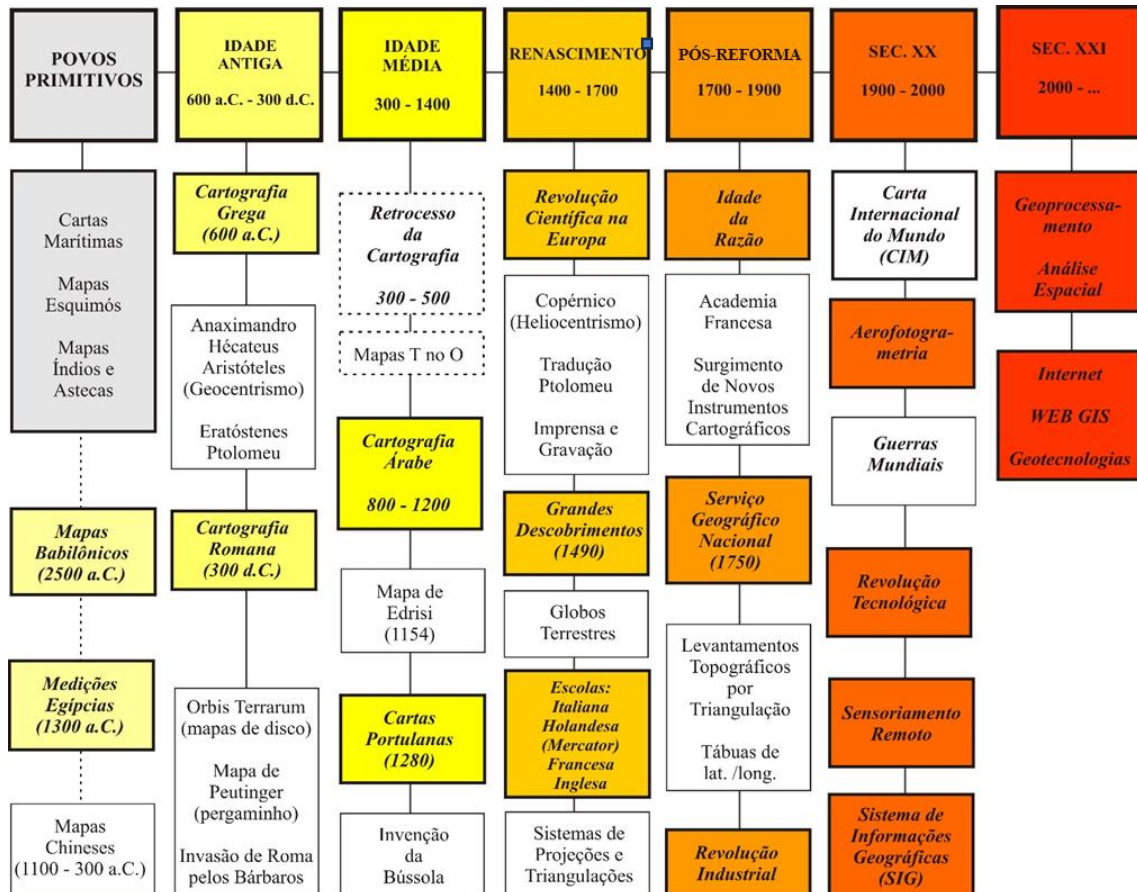 POVOS
PRIMITIVOS
IDADE
ANTIGA
600 a.C. - 300 d.C.
IDADE
MÉDIA
300 - 1400
RENASCIMENTO
1400 - 1700
PÓS-REFORMA
1700 - 1900
SEC. XX
1900 - 2000
SEC. XXI
2000 - ...
Cartas
Marítimas
Mapas
Esquimós
Mapas
Índios e
Astecas
Mapas
Babilônicos
(2500 a.C.)
Medições
Egípcias
(1300 a.C.)
Mapas
Chineses
(1100 - 300 a.C.)
Cartografia
Grega
(600 a.C.)
Anaximandro
Hécateus
Aristóteles
(Geocentrismo)
Eratóstenes
Ptolomeu
Cartografia
Romana
(300 d.C.)
Orbis Terrarum
(mapas de disco)
Mapa de
Peutinger
(pergaminho)
Invasão de Roma
pelos Bárbaros
Retrocesso
da
Cartografia
300 - 500
Mapas T no O
Cartografia
Árabe
800 - 1200
Mapa de
Edrisi
(1154)
Cartas
Portulanas
(1280)
Invenção
da
Bússola
Revolução
Científica na
Europa
Copérnico
(Heliocentrismo)
Tradução
Ptolomeu
Imprensa e
Gravação
Grandes
Descobrimentos
(1490)
Globos
Terrestres
Escolas:
Italiana
Holandesa
(Mercator)
Francesa
Inglesa
Sistemas de
Projeções e
Triangulações
Idade
da
Razão
Academia
Francesa
Surgimento
de Novos
Instrumentos
Cartográficos
Serviço
Geográfico
Nacional
(1750)
Levantamentos
Topográficos
por
Triangulação
Tábuas de
lat. /long.
Revolução
Industrial
Carta
Internacional
do Mundo
(CIM)
Aerofotogra-
metria
Guerras
Mundiais
Revolução
Tecnológica
Sensoriamento
Remoto
Sistema de
Informações
Geográficas
(SIG)
Geoprocessa-
mento
Análise
Espacial
Internet
WEB GIS
Geotecnologias